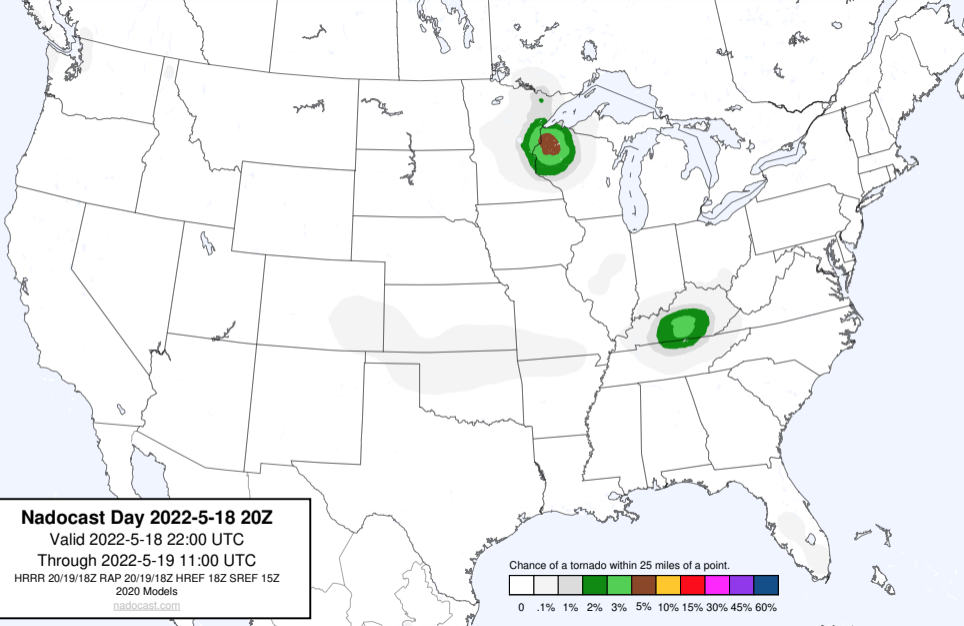 Nadocast Day 2022-5-18 20Z
Valid 2022-5-18 22:00 UTC
Through 2022-5-19 11:00 UTC
HRRR 20/19/18Z RAP 20/19/18Z HREF 18Z SREF 15Z
2020 Models
nadocast.com
Chance of a tornado within 25 miles of a point.
0 .1% 1% 2% 3% 5% 10% 15% 30% 45% 60%